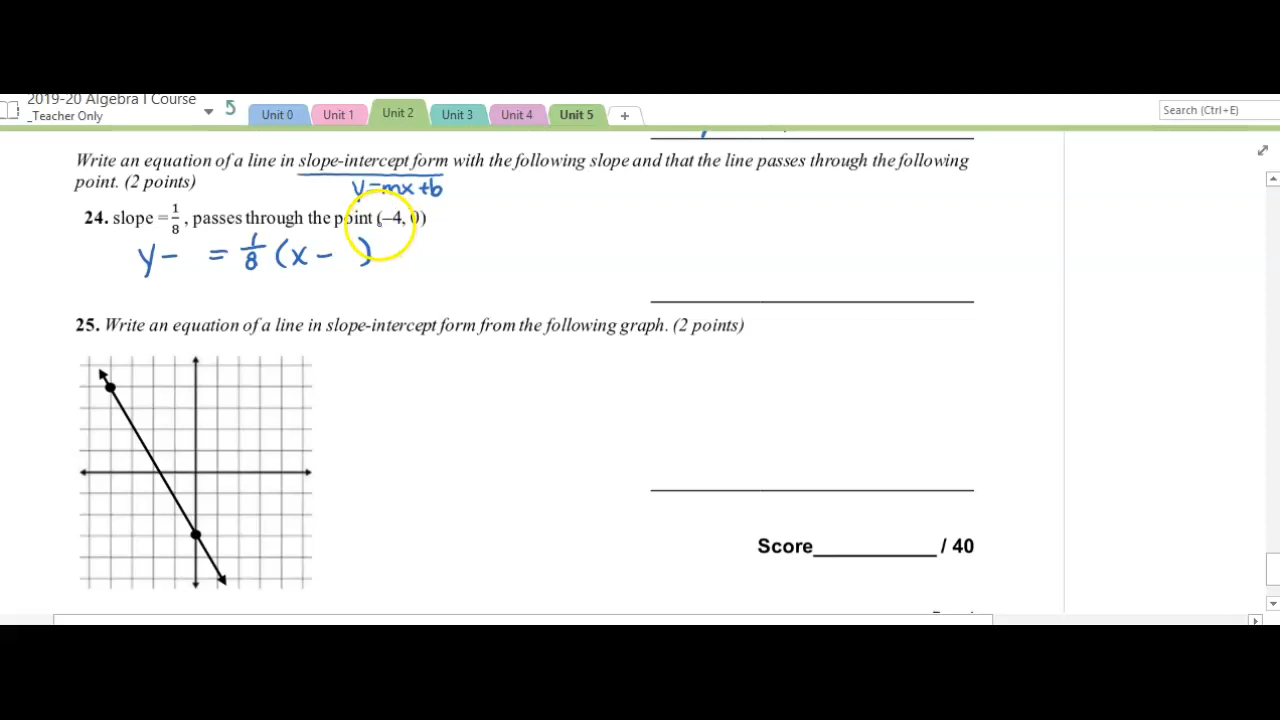 2019-20 Algebra I Course
_Teacher Only
Unit 0
Unit 1
Unit 2
Unit 3
Unit 4
Unit 5
+
Search (Ctrl+E)
Write an equation of a line in slope-intercept form with the following slope and that the line passes through the following
point. (2 points)
y=mx+b
24. slope = 1/8, passes through the point (–4, 0)
y – = 1/8 (x – )
25. Write an equation of a line in slope-intercept form from the following graph. (2 points)
Score__________ / 40